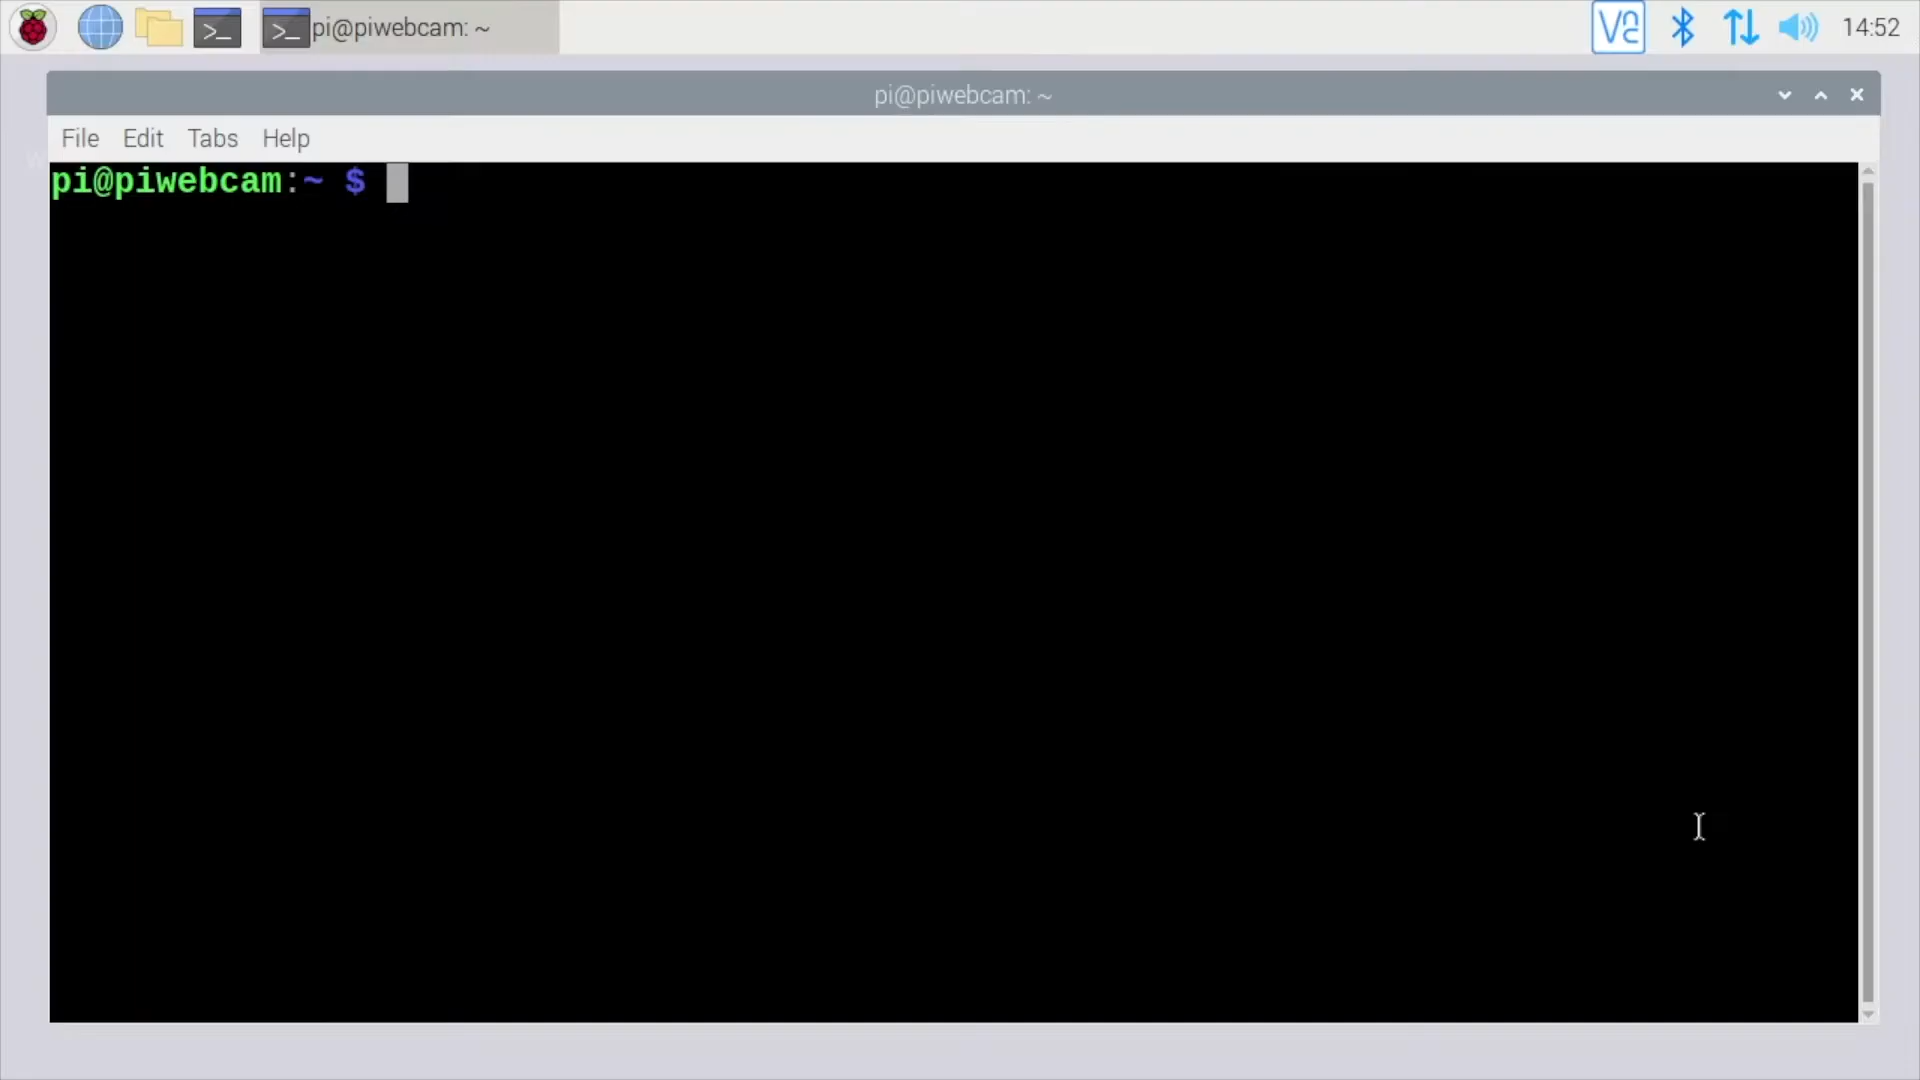 pi@piwebcam: ~
14:52
pi@piwebcam: ~
File Edit Tabs Help
pi@piwebcam:~ $